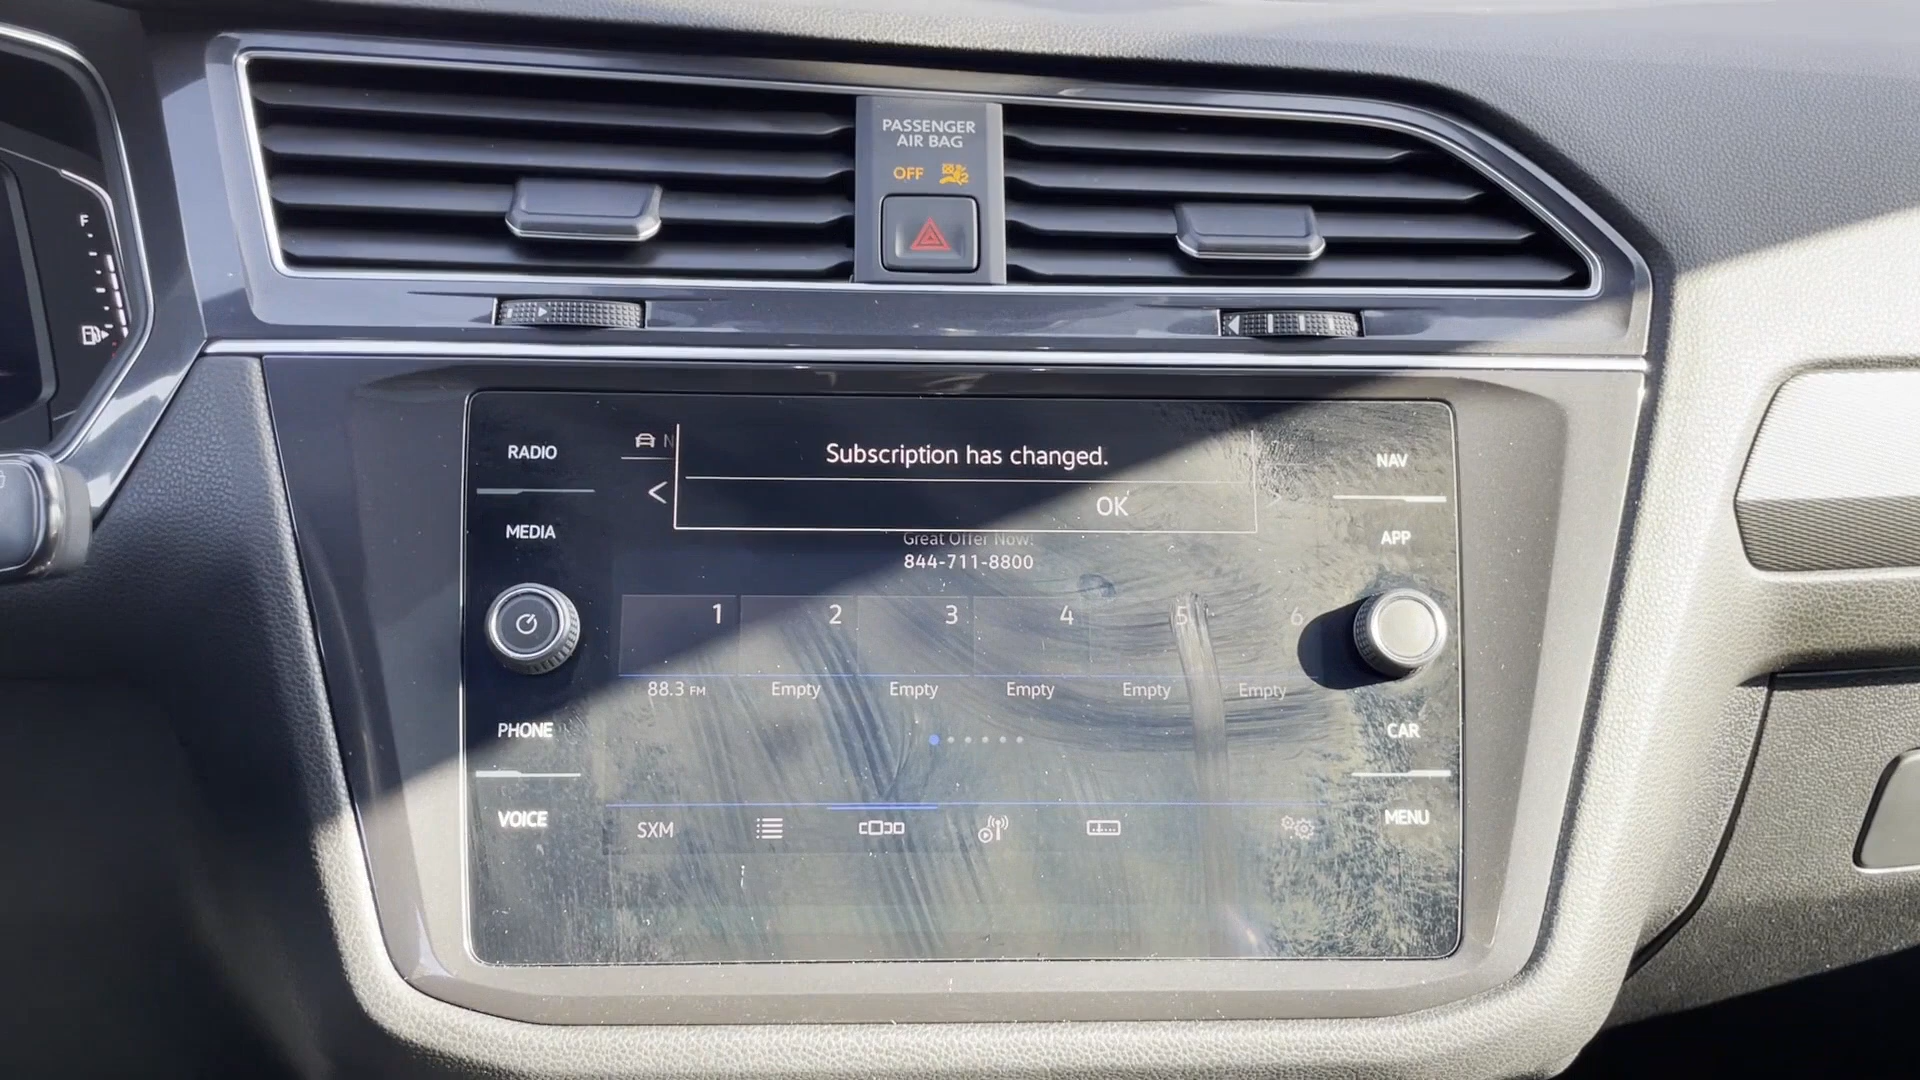 PASSENGER
AIR BAG
OFF
F
RADIO
MEDIA
PHONE
VOICE
N
Subscription has changed.
OK
Great Offer Now!
844-711-8800
1 2 3 4 5 6
88.3 FM Empty Empty Empty Empty Empty
SXM
NAV
APP
CAR
MENU